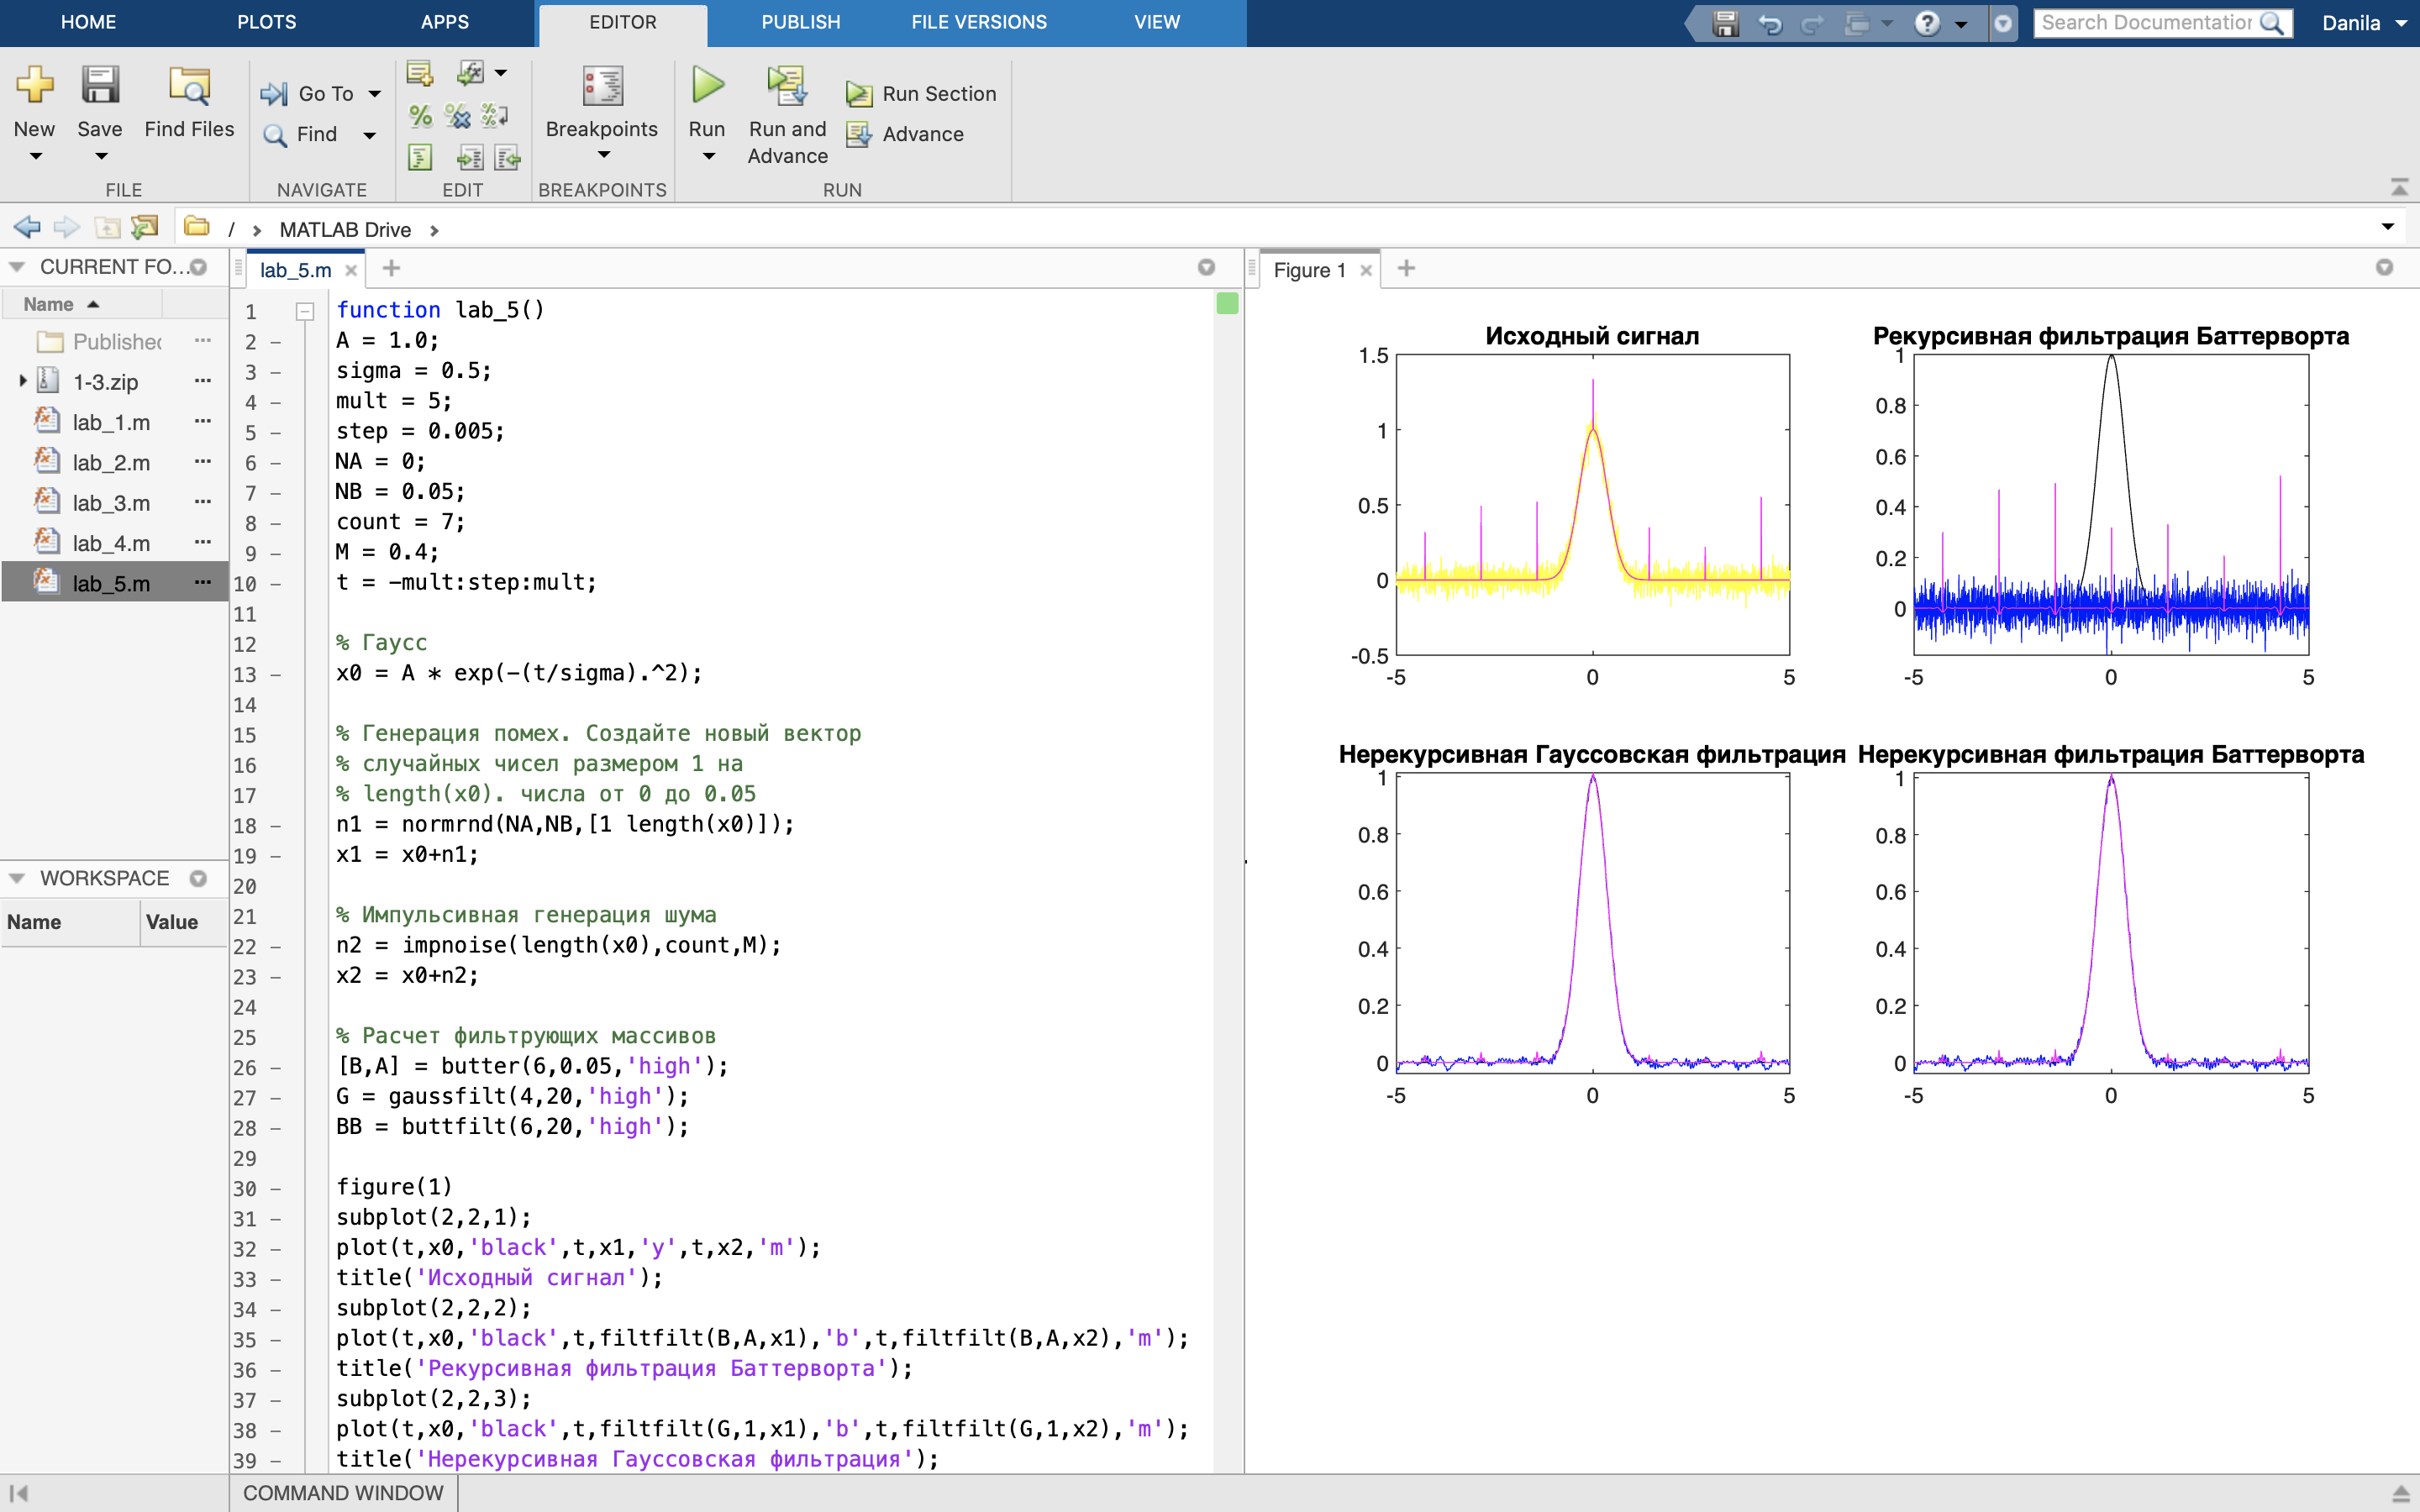 HOME PLOTS APPS EDITOR PUBLISH FILE VERSIONS VIEW
Search Documentation
Danila
New
Save
Find Files
FILE
Go To
Find
NAVIGATE
EDIT
Breakpoints
BREAKPOINTS
Run
Run and
Advance
Run Section
Advance
RUN
/ › MATLAB Drive ›
CURRENT FO...
Name
Published
1-3.zip
lab_1.m
lab_2.m
lab_3.m
lab_4.m
lab_5.m
WORKSPACE
Name Value
lab_5.m
1 function lab_5()
2 – A = 1.0;
3 – sigma = 0.5;
4 – mult = 5;
5 – step = 0.005;
6 – NA = 0;
7 – NB = 0.05;
8 – count = 7;
9 – M = 0.4;
10 – t = -mult:step:mult;
11
12 % Гаусс
13 – x0 = A * exp(-(t/sigma).^2);
14
15 % Генерация помех. Создайте новый вектор
16 % случайных чисел размером 1 на
17 % length(x0). числа от 0 до 0.05
18 – n1 = normrnd(NA,NB,[1 length(x0)]);
19 – x1 = x0+n1;
20
21 % Импульсивная генерация шума
22 – n2 = impnoise(length(x0),count,M);
23 – x2 = x0+n2;
24
25 % Расчет фильтрующих массивов
26 – [B,A] = butter(6,0.05,'high');
27 – G = gaussfilt(4,20,'high');
28 – BB = buttfilt(6,20,'high');
29
30 – figure(1)
31 – subplot(2,2,1);
32 – plot(t,x0,'black',t,x1,'y',t,x2,'m');
33 – title('Исходный сигнал');
34 – subplot(2,2,2);
35 – plot(t,x0,'black',t,filtfilt(B,A,x1),'b',t,filtfilt(B,A,x2),'m');
36 – title('Рекурсивная фильтрация Баттерворта');
37 – subplot(2,2,3);
38 – plot(t,x0,'black',t,filtfilt(G,1,x1),'b',t,filtfilt(G,1,x2),'m');
39 – title('Нерекурсивная Гауссовская фильтрация');
COMMAND WINDOW
Figure 1
Исходный сигнал
1.5
1
0.5
0
-0.5
-5 0 5
Рекурсивная фильтрация Баттерворта
1
0.8
0.6
0.4
0.2
0
-5 0 5
Нерекурсивная Гауссовская фильтрация
1
0.8
0.6
0.4
0.2
0
-5 0 5
Нерекурсивная фильтрация Баттерворта
1
0.8
0.6
0.4
0.2
0
-5 0 5